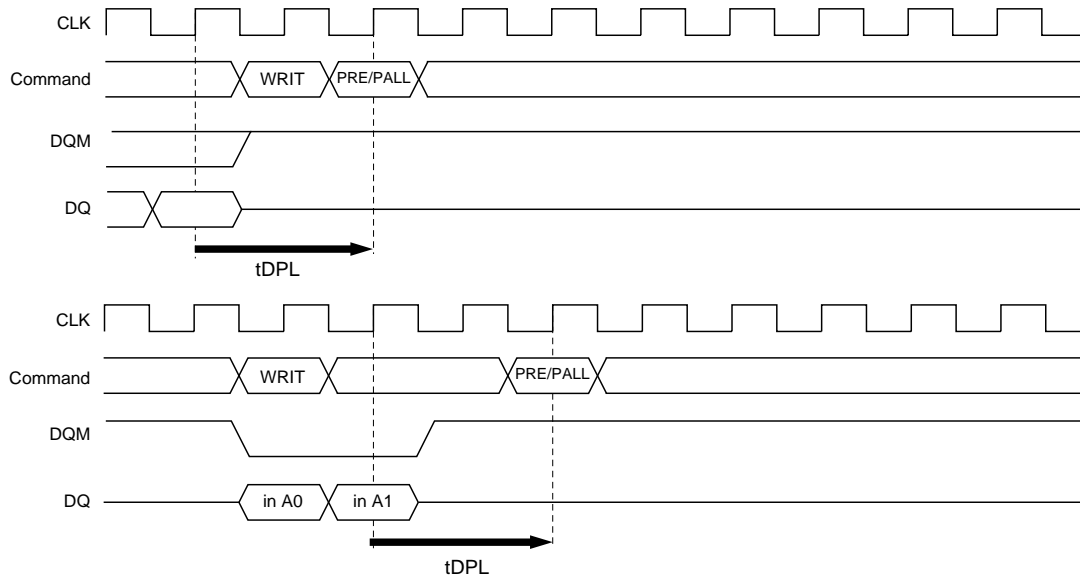 CLK
Command WRIT PRE/PALL
DQM
DQ
tDPL
CLK
Command WRIT PRE/PALL
DQM
DQ in A0 in A1
tDPL